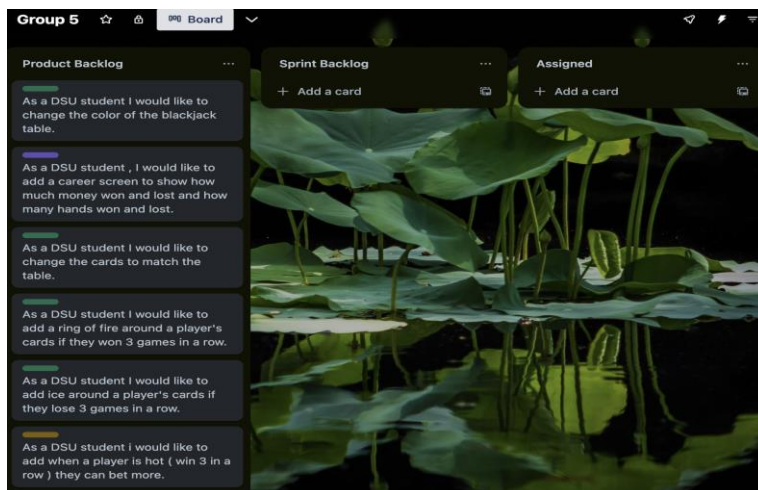 Group 5
Board
Product Backlog
As a DSU student I would like to
change the color of the blackjack
table.
As a DSU student , I would like to
add a career screen to show how
much money won and lost and how
many hands won and lost.
As a DSU student I would like to
change the cards to match the
table.
As a DSU student I would like to
add a ring of fire around a player's
cards if they won 3 games in a row.
As a DSU student I would like to
add ice around a player's cards if
they lose 3 games in a row.
As a DSU student i would like to
add when a player is hot ( win 3 in a
row ) they can bet more.
Sprint Backlog
+ Add a card
Assigned
+ Add a card